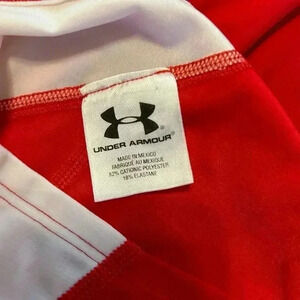 UNDER ARMOUR
MADE IN MEXICO
FABRIQUÉ AU MEXIQUE
82% CATIONIC POLYESTER
18% ELASTANE